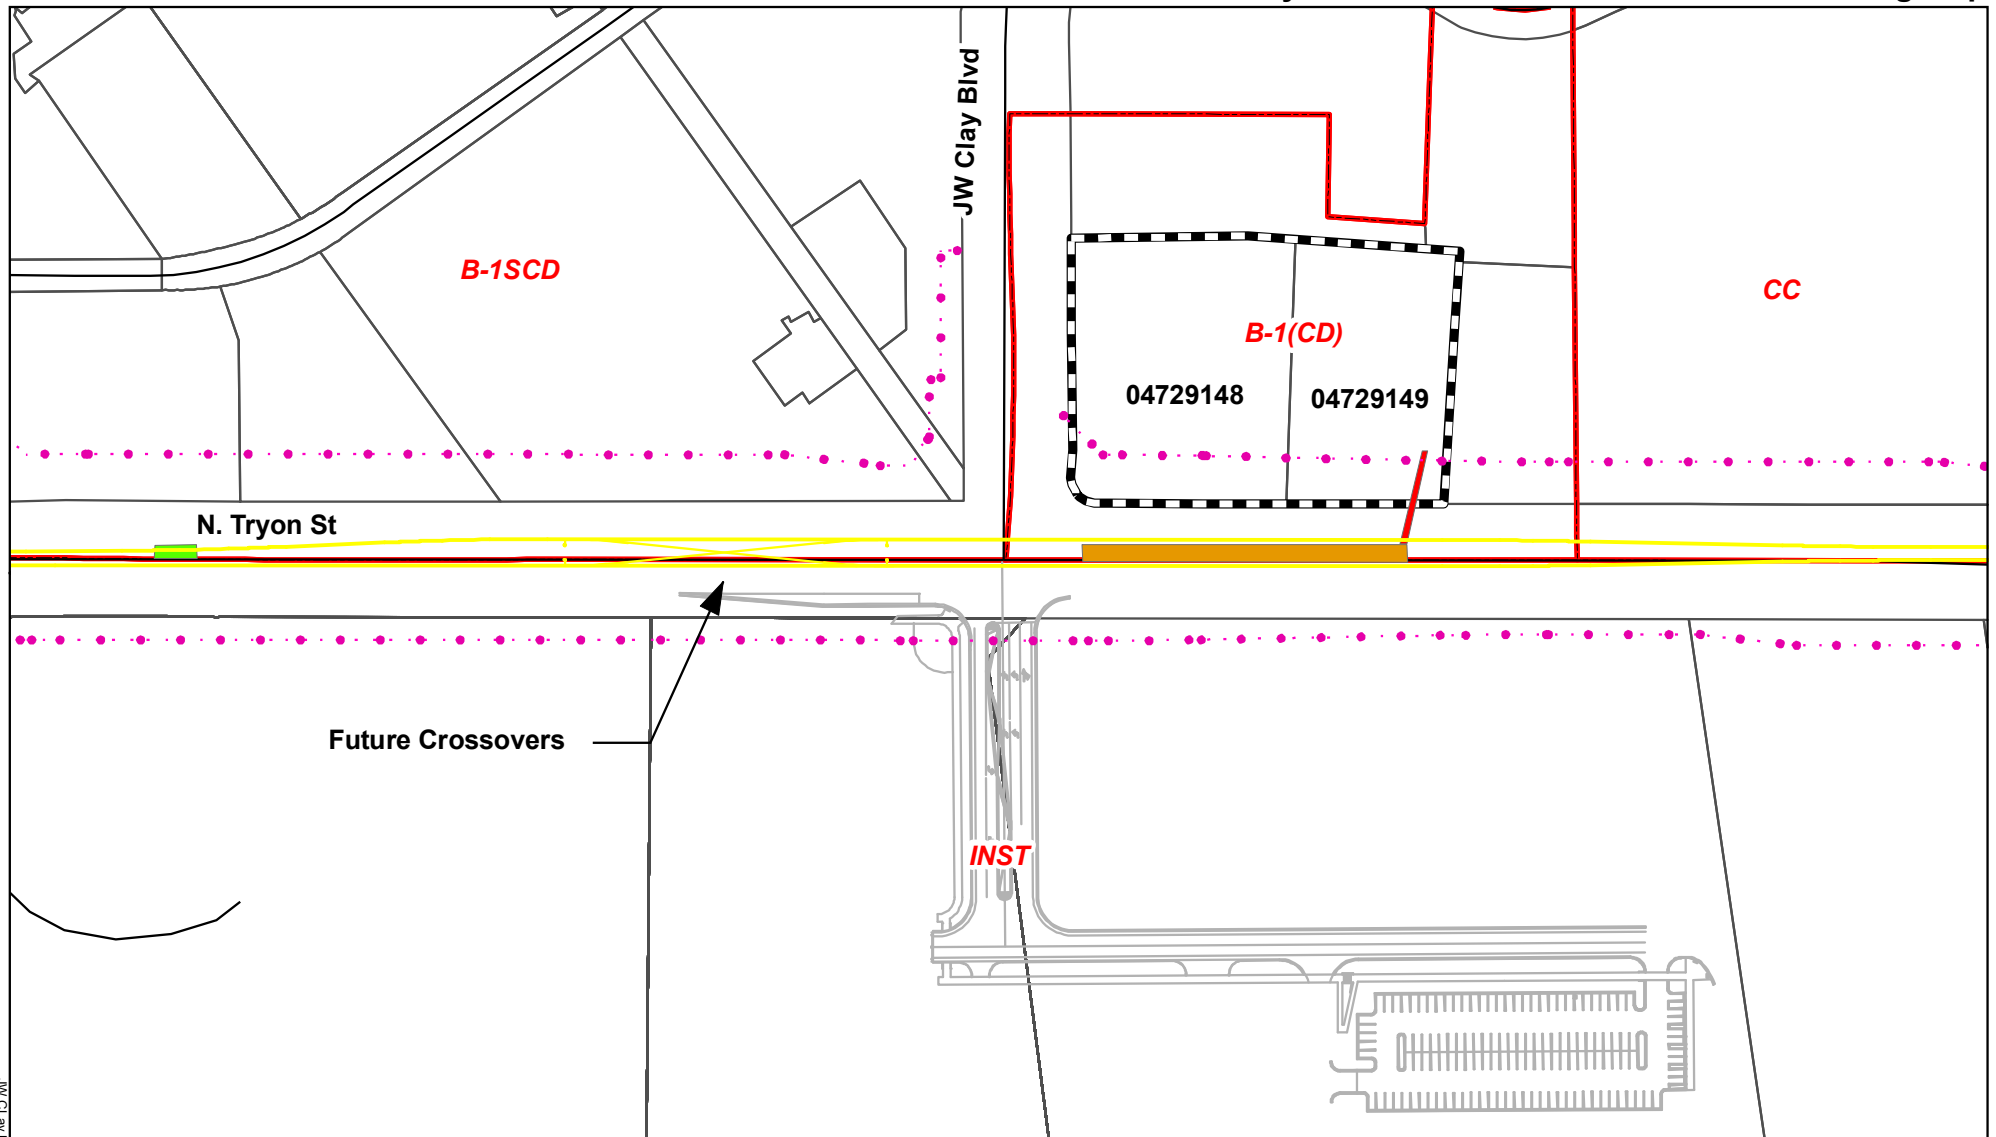 JW Clay Blvd
B-1SCD
CC
B-1(CD)
04729148
04729149
N. Tryon St
Future Crossovers
INST